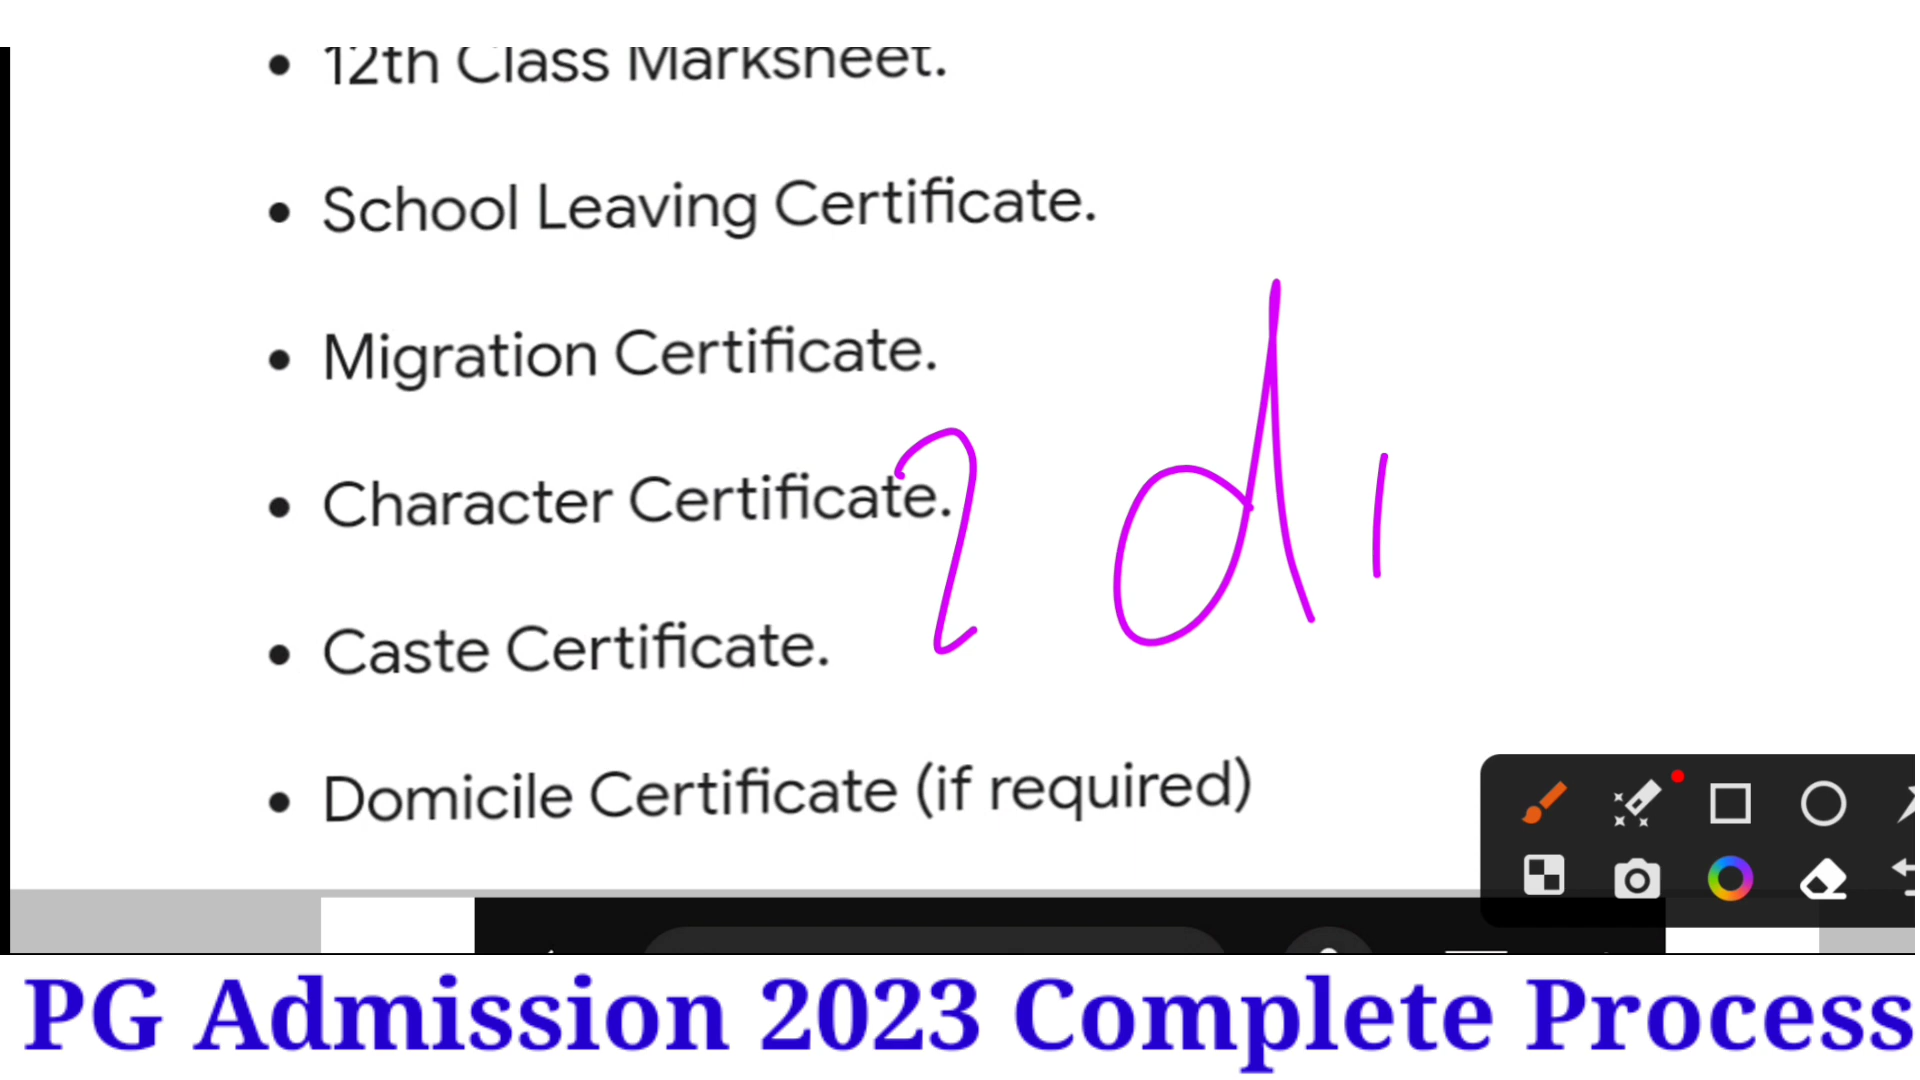 • 12th Class Marksheet.
• School Leaving Certificate.
• Migration Certificate.
• Character Certificate.
• Caste Certificate.
• Domicile Certificate (if required)
PG Admission 2023 Complete Process